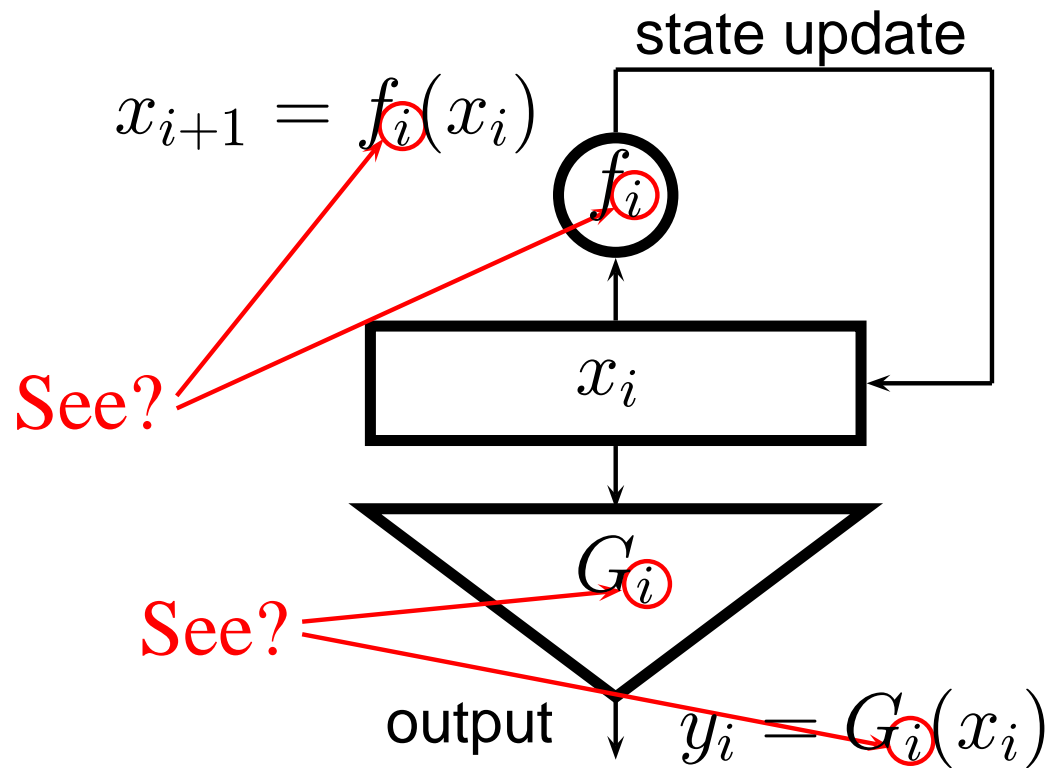 state update
x_{i+1} = f_i(x_i)
f_i
x_i
See?
G_i
See?
output
y_i = G_i(x_i)